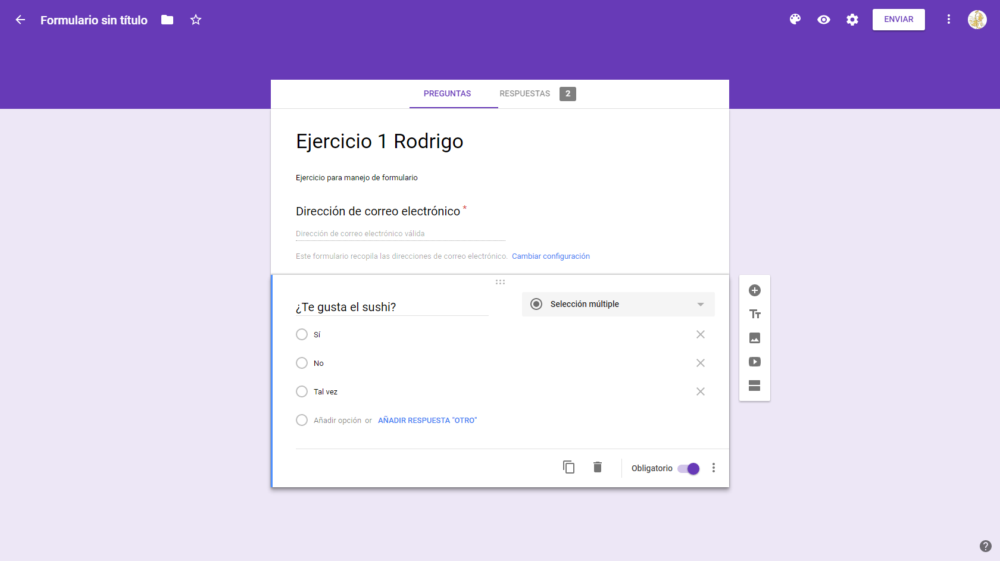 Formulario sin título
ENVIAR
PREGUNTAS
RESPUESTAS 2
Ejercicio 1 Rodrigo
Ejercicio para manejo de formulario
Dirección de correo electrónico *
Dirección de correo electrónico válida
Este formulario recopila las direcciones de correo electrónico. Cambiar configuración
¿Te gusta el sushi?
Selección múltiple
Sí
No
Tal vez
Añadir opción or AÑADIR RESPUESTA "OTRO"
Obligatorio